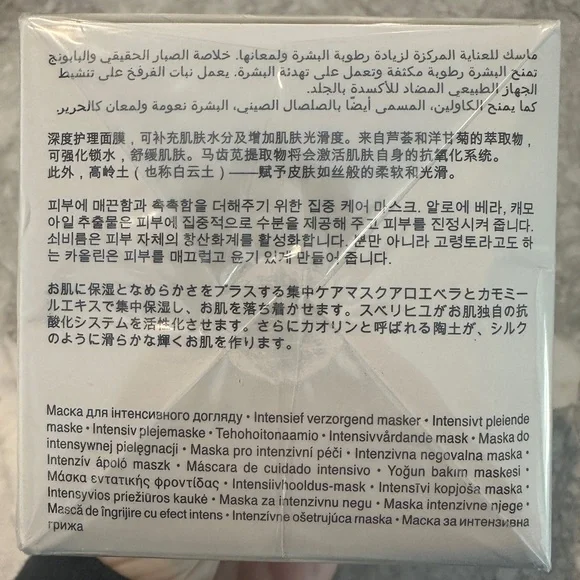 ماسك للعناية المركزة لزيادة رطوبة البشرة ولمعانها. خلاصة الصبار الحقيقي والبابونج
تمنح البشرة رطوبة مكثفة وتعمل على تهدئة البشرة. يعمل نبات الفرفخ على تنشيط
الجهاز الطبيعي المضاد للأكسدة بالجلد.
كما يمنح الكاولين، المسمى أيضًا بالصلصال الصيني، البشرة نعومة ولمعان كالحرير.
深度护理面膜，可补充肌肤水分及增加肌肤光滑度。来自芦荟和洋甘菊的萃取物，
可强化锁水，舒缓肌肤。马齿苋提取物将会激活肌肤自身的抗氧化系统。
此外，高岭土（也称白云土）——赋予皮肤如丝般的柔软和光滑。
피부에 매끈함과 촉촉함을 더해주기 위한 집중 케어 마스크. 알로에 베라, 캐모
마일 추출물은 피부에 집중적으로 수분을 제공해 주고 피부를 진정시켜 줍니다.
쇠비름은 피부 자체의 항산화계를 활성화합니다. 뿐만 아니라 고령토라고도 하
는 카올린은 피부를 매끄럽고 윤기 있게 만들어 줍니다.
お肌に保湿となめらかさをプラスする集中ケアマスクアロエベラとカモミー
ルエキスで集中保湿し、お肌を落ち着かせます。スベリヒユがお肌独自の抗
酸化システムを活性化させます。さらにカオリンと呼ばれる陶土が、シルク
のように滑らかな輝くお肌を作ります。
Маска для інтенсивного догляду • Intensief verzorgend masker • Intensivt pleiende
maske • Intensiv plejemaske • Tehohoitonaamio • Intensivvårdande mask • Maska do
intensywnej pielęgnacji • Maska pro intenzivní péči • Intenzivna negovalna maska •
Intenzív ápoló maszk • Máscara de cuidado intensivo • Yoğun bakım maskesi •
Μάσκα εντατικής φροντίδας • Intensiivhooldus-mask • Intensīvi kopjoša maska •
Intensyvios priežiūros kaukė • Maska za intenzivnu negu • Maska intenzivne njege •
Mască de îngrijire cu efect intens • Intenzívne ošetrujúca maska • Маска за интензивна
грижа